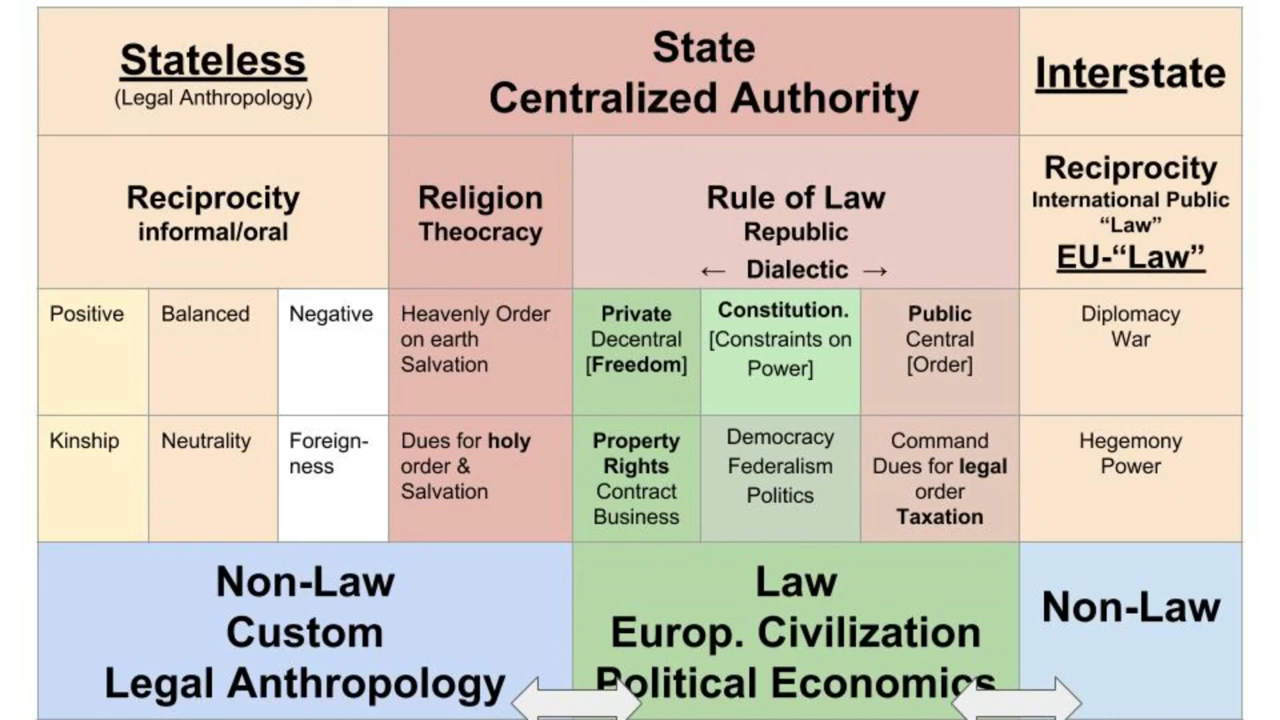 Stateless
(Legal Anthropology)
State
Centralized Authority
Interstate
Reciprocity
informal/oral
Religion
Theocracy
Rule of Law
Republic
← Dialectic →
Reciprocity
International Public
“Law”
EU-“Law”
Positive
Balanced
Negative
Heavenly Order
on earth
Salvation
Private
Decentral
[Freedom]
Constitution.
[Constraints on
Power]
Public
Central
[Order]
Diplomacy
War
Kinship
Neutrality
Foreign-
ness
Dues for holy
order &
Salvation
Property
Rights
Contract
Business
Democracy
Federalism
Politics
Command
Dues for legal
order
Taxation
Hegemony
Power
Non-Law
Custom
Legal Anthropology
Law
Europ. Civilization
Political Economics
Non-Law